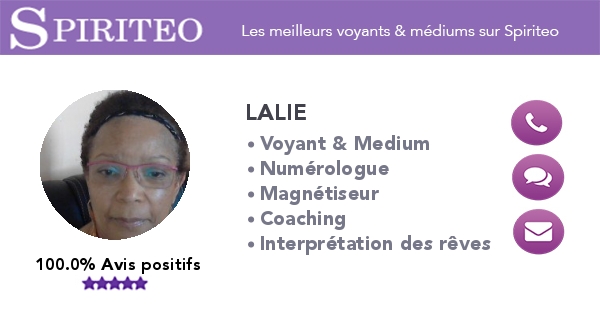 SPIRITEO
Les meilleurs voyants & médiums sur Spiriteo
LALIE
• Voyant & Medium
• Numérologue
• Magnétiseur
• Coaching
• Interprétation des rêves
100.0% Avis positifs